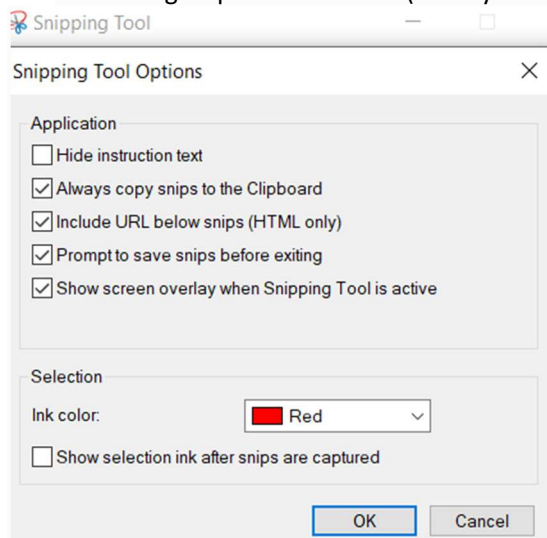 Snipping Tool
Snipping Tool Options
Application
Hide instruction text
Always copy snips to the Clipboard
Include URL below snips (HTML only)
Prompt to save snips before exiting
Show screen overlay when Snipping Tool is active
Selection
Ink color: Red
Show selection ink after snips are captured
OK Cancel